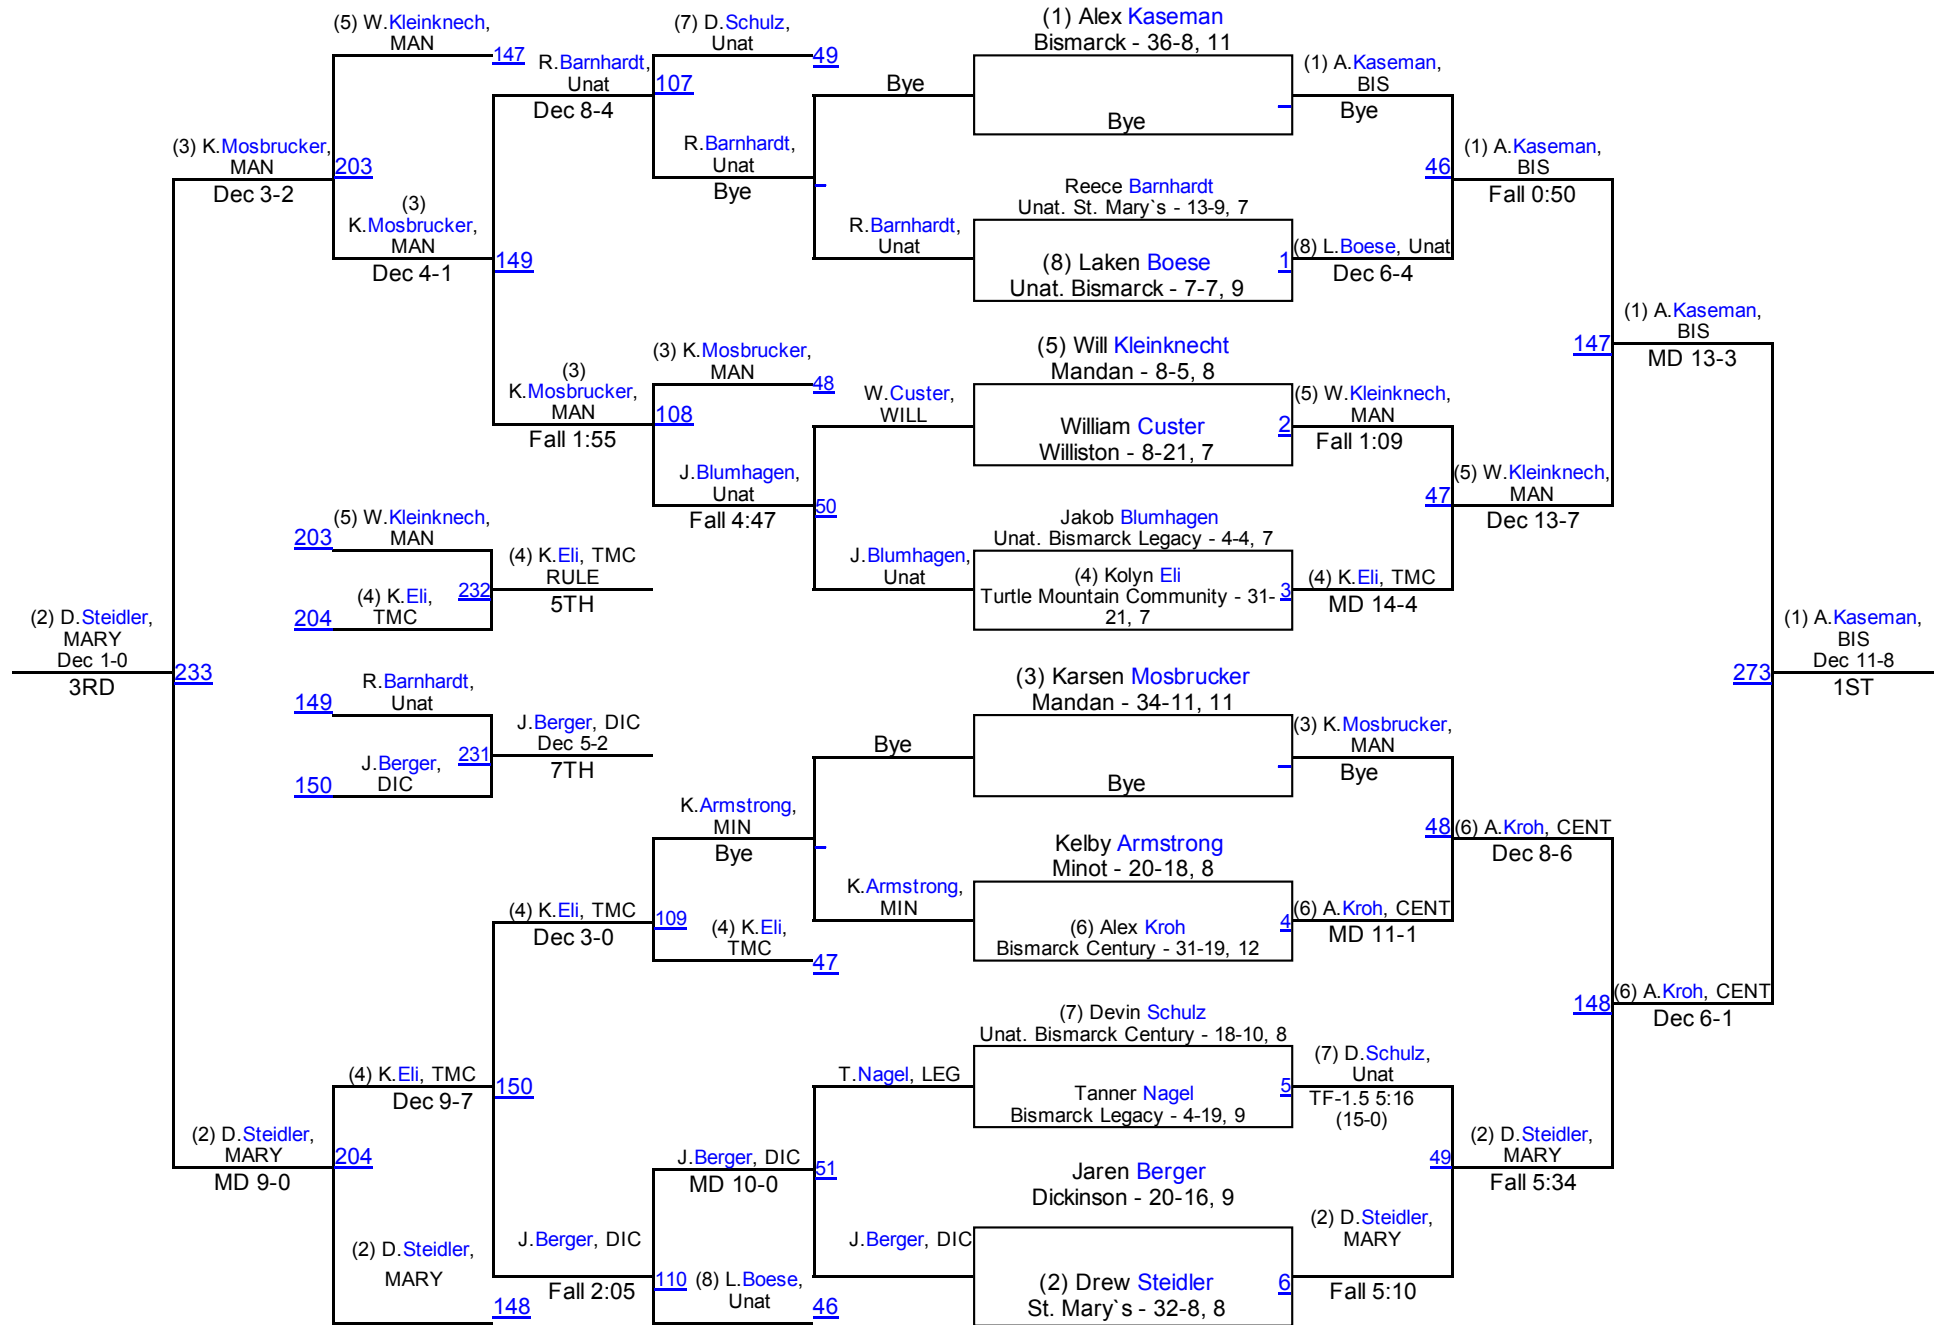 (5) W.Kleinknech,
MAN
147
(3) K.Mosbrucker,
MAN
Dec 3-2
203
(3)
K.Mosbrucker,
MAN
Dec 4-1
149
R.Barnhardt,
Unat
Dec 8-4
107
(7) D.Schulz,
Unat
49
R.Barnhardt,
Unat
Bye
Bye
R.Barnhardt,
Unat
(3)
K.Mosbrucker,
MAN
Fall 1:55
108
(3) K.Mosbrucker,
MAN
48
J.Blumhagen,
Unat
Fall 4:47
50
W.Custer,
WILL
J.Blumhagen,
Unat
(5) W.Kleinknech,
MAN
203
(4) K.Eli,
TMC
204
232
(4) K.Eli, TMC
RULE
5TH
(2) D.Steidler,
MARY
Dec 1-0
3RD
233
R.Barnhardt,
Unat
149
J.Berger,
DIC
150
231
J.Berger, DIC
Dec 5-2
7TH
Bye
K.Armstrong,
MIN
Bye
K.Armstrong,
MIN
(4) K.Eli, TMC
Dec 3-0
109
(4) K.Eli,
TMC
47
(4) K.Eli, TMC
Dec 9-7
150
(2) D.Steidler,
MARY
MD 9-0
204
T.Nagel, LEG
J.Berger, DIC
MD 10-0
51
J.Berger, DIC
J.Berger, DIC
Fall 2:05
110
(8) L.Boese,
Unat
46
(2) D.Steidler,
MARY
148
(1) Alex Kaseman
Bismarck - 36-8, 11
Bye
(1) A.Kaseman,
BIS
Bye
Reece Barnhardt
Unat. St. Mary`s - 13-9, 7
(8) Laken Boese
Unat. Bismarck - 7-7, 9
1
(8) L.Boese, Unat
Dec 6-4
46
(1) A.Kaseman,
BIS
Fall 0:50
(5) Will Kleinknecht
Mandan - 8-5, 8
William Custer
Williston - 8-21, 7
2
(5) W.Kleinknech,
MAN
Fall 1:09
Jakob Blumhagen
Unat. Bismarck Legacy - 4-4, 7
(4) Kolyn Eli
Turtle Mountain Community - 31-
21, 7
3
(4) K.Eli, TMC
MD 14-4
47
(5) W.Kleinknech,
MAN
Dec 13-7
147
(1) A.Kaseman,
BIS
MD 13-3
(3) Karsen Mosbrucker
Mandan - 34-11, 11
Bye
(3) K.Mosbrucker,
MAN
Bye
Kelby Armstrong
Minot - 20-18, 8
(6) Alex Kroh
Bismarck Century - 31-19, 12
4
(6) A.Kroh, CENT
MD 11-1
48
(6) A.Kroh, CENT
Dec 8-6
(7) Devin Schulz
Unat. Bismarck Century - 18-10, 8
Tanner Nagel
Bismarck Legacy - 4-19, 9
5
(7) D.Schulz,
Unat
TF-1.5 5:16
(15-0)
Jaren Berger
Dickinson - 20-16, 9
(2) Drew Steidler
St. Mary`s - 32-8, 8
6
(2) D.Steidler,
MARY
Fall 5:10
49
(2) D.Steidler,
MARY
Fall 5:34
148
(6) A.Kroh, CENT
Dec 6-1
273
(1) A.Kaseman,
BIS
Dec 11-8
1ST